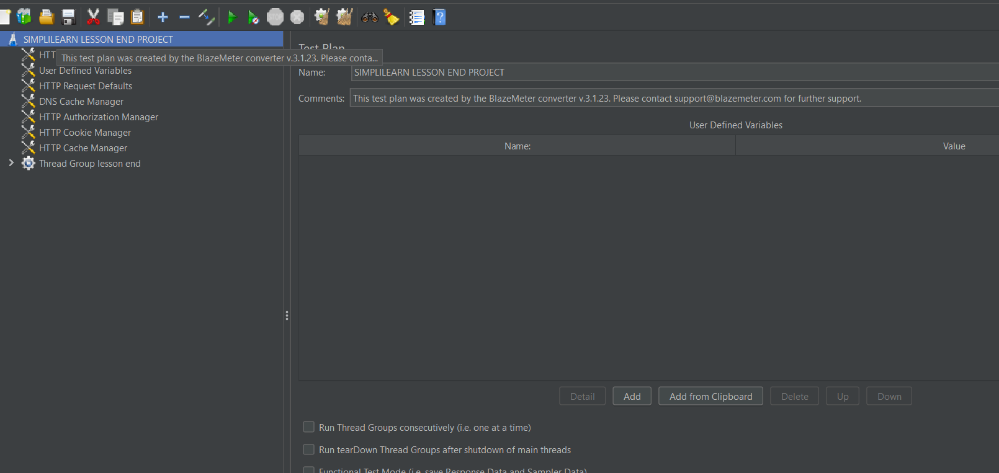 STOP
SIMPLILEARN LESSON END PROJECT
HTT
This test plan was created by the BlazeMeter converter v.3.1.23. Please conta...
User Defined Variables
HTTP Request Defaults
DNS Cache Manager
HTTP Authorization Manager
HTTP Cookie Manager
HTTP Cache Manager
Thread Group lesson end
Test Plan
Name: SIMPLILEARN LESSON END PROJECT
Comments: This test plan was created by the BlazeMeter converter v.3.1.23. Please contact support@blazemeter.com for further support.
User Defined Variables
Name: Value
Detail Add Add from Clipboard Delete Up Down
Run Thread Groups consecutively (i.e. one at a time)
Run tearDown Thread Groups after shutdown of main threads
Functional Test Mode (i.e. save Response Data and Sampler Data)